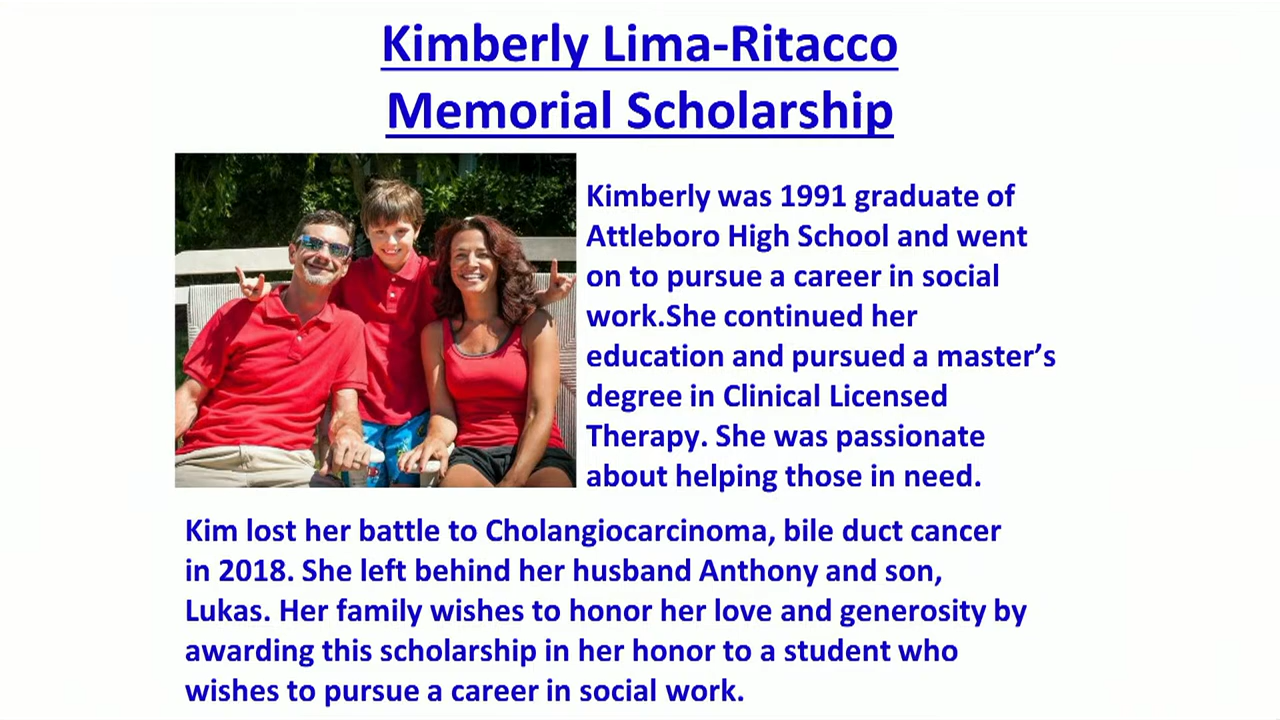 Kimberly Lima-Ritacco
Memorial Scholarship
Kimberly was 1991 graduate of
Attleboro High School and went
on to pursue a career in social
work.She continued her
education and pursued a master’s
degree in Clinical Licensed
Therapy. She was passionate
about helping those in need.
Kim lost her battle to Cholangiocarcinoma, bile duct cancer
in 2018. She left behind her husband Anthony and son,
Lukas. Her family wishes to honor her love and generosity by
awarding this scholarship in her honor to a student who
wishes to pursue a career in social work.